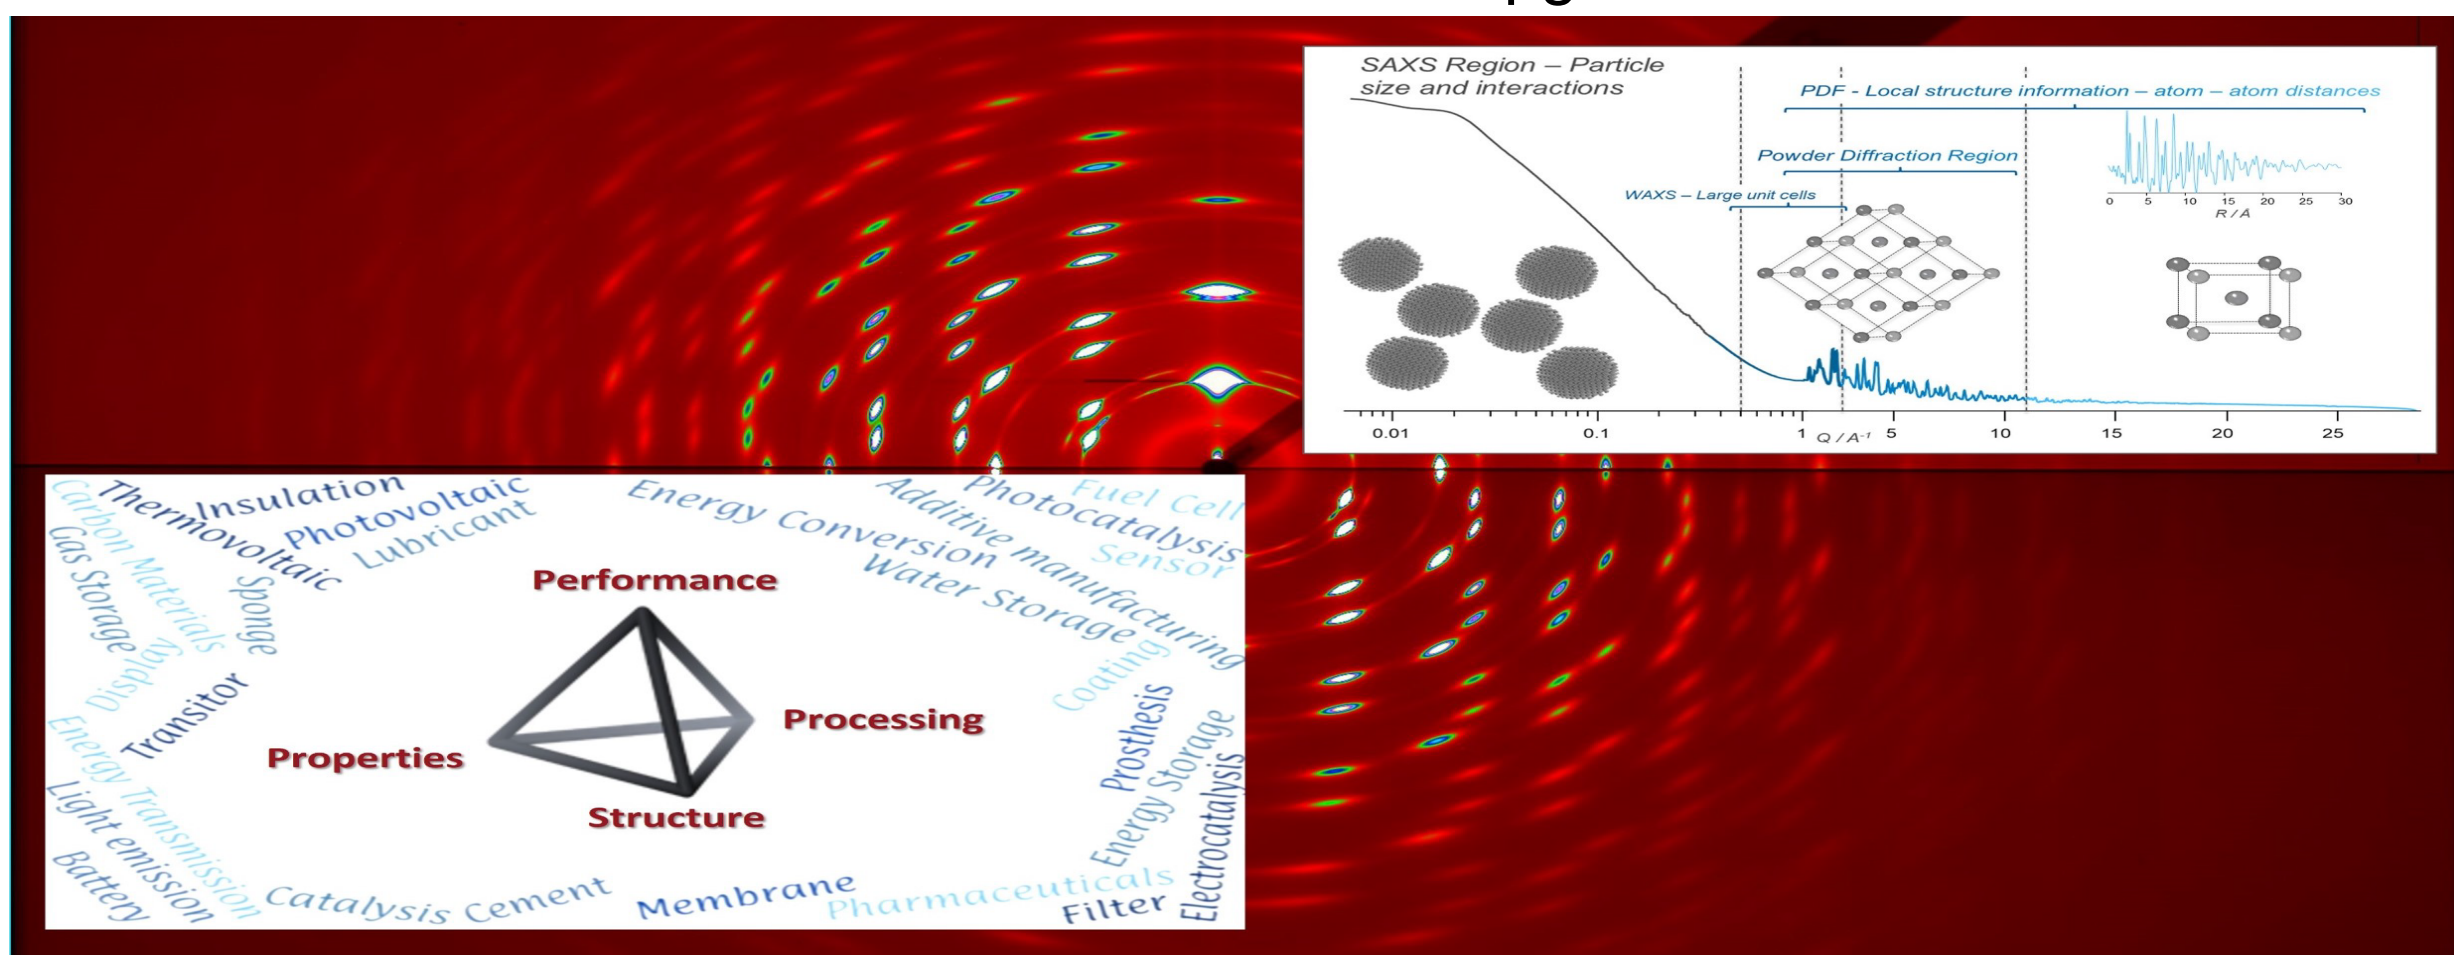 SAXS Region – Particle
size and interactions
PDF - Local structure information – atom – atom distances
Powder Diffraction Region
WAXS – Large unit cells
0 5 10 15 20 25 30
R / Å
0.01 0.1 1 5 10 15 20 25
Q / A-1
Carbon Materials
Thermovoltaic
Insulation
Photovoltaic
Lubricant
Gas Storage
Sponge
Display
Transitor
Energy Conversion
Additive manufacturing
Photocatalysis
Fuel Cell
Sensor
Water Storage
Coating
Performance
Processing
Properties
Structure
Prosthesis
Energy Storage
Electrocatalysis
Energy Transmission
Light emission
Battery
Catalysis
Cement
Membrane
Pharmaceuticals
Filter